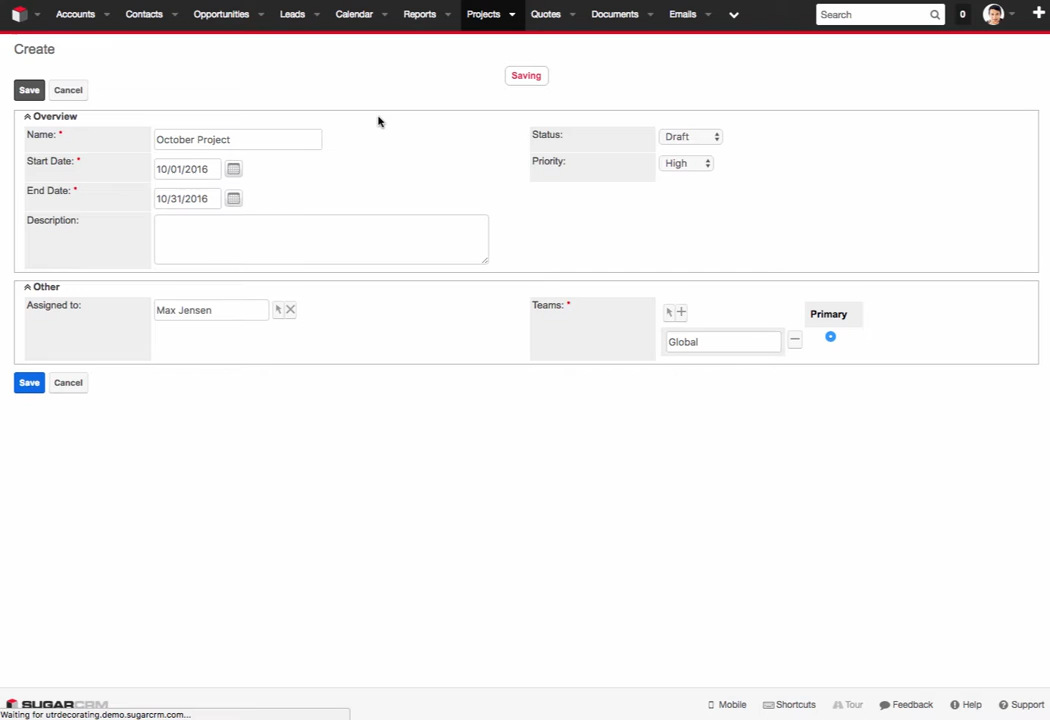 Accounts Contacts Opportunities Leads Calendar Reports Projects Quotes Documents Emails Search 0
Create
Saving
Save Cancel
Overview
Name: * October Project Status: Draft
Start Date: * 10/01/2016 Priority: High
End Date: * 10/31/2016
Description:
Other
Assigned to: Max Jensen Teams: * Primary
Global
Save Cancel
SUGARCRM Mobile Shortcuts Tour Feedback Help Support
Waiting for utrdecorating.demo.sugarcrm.com...